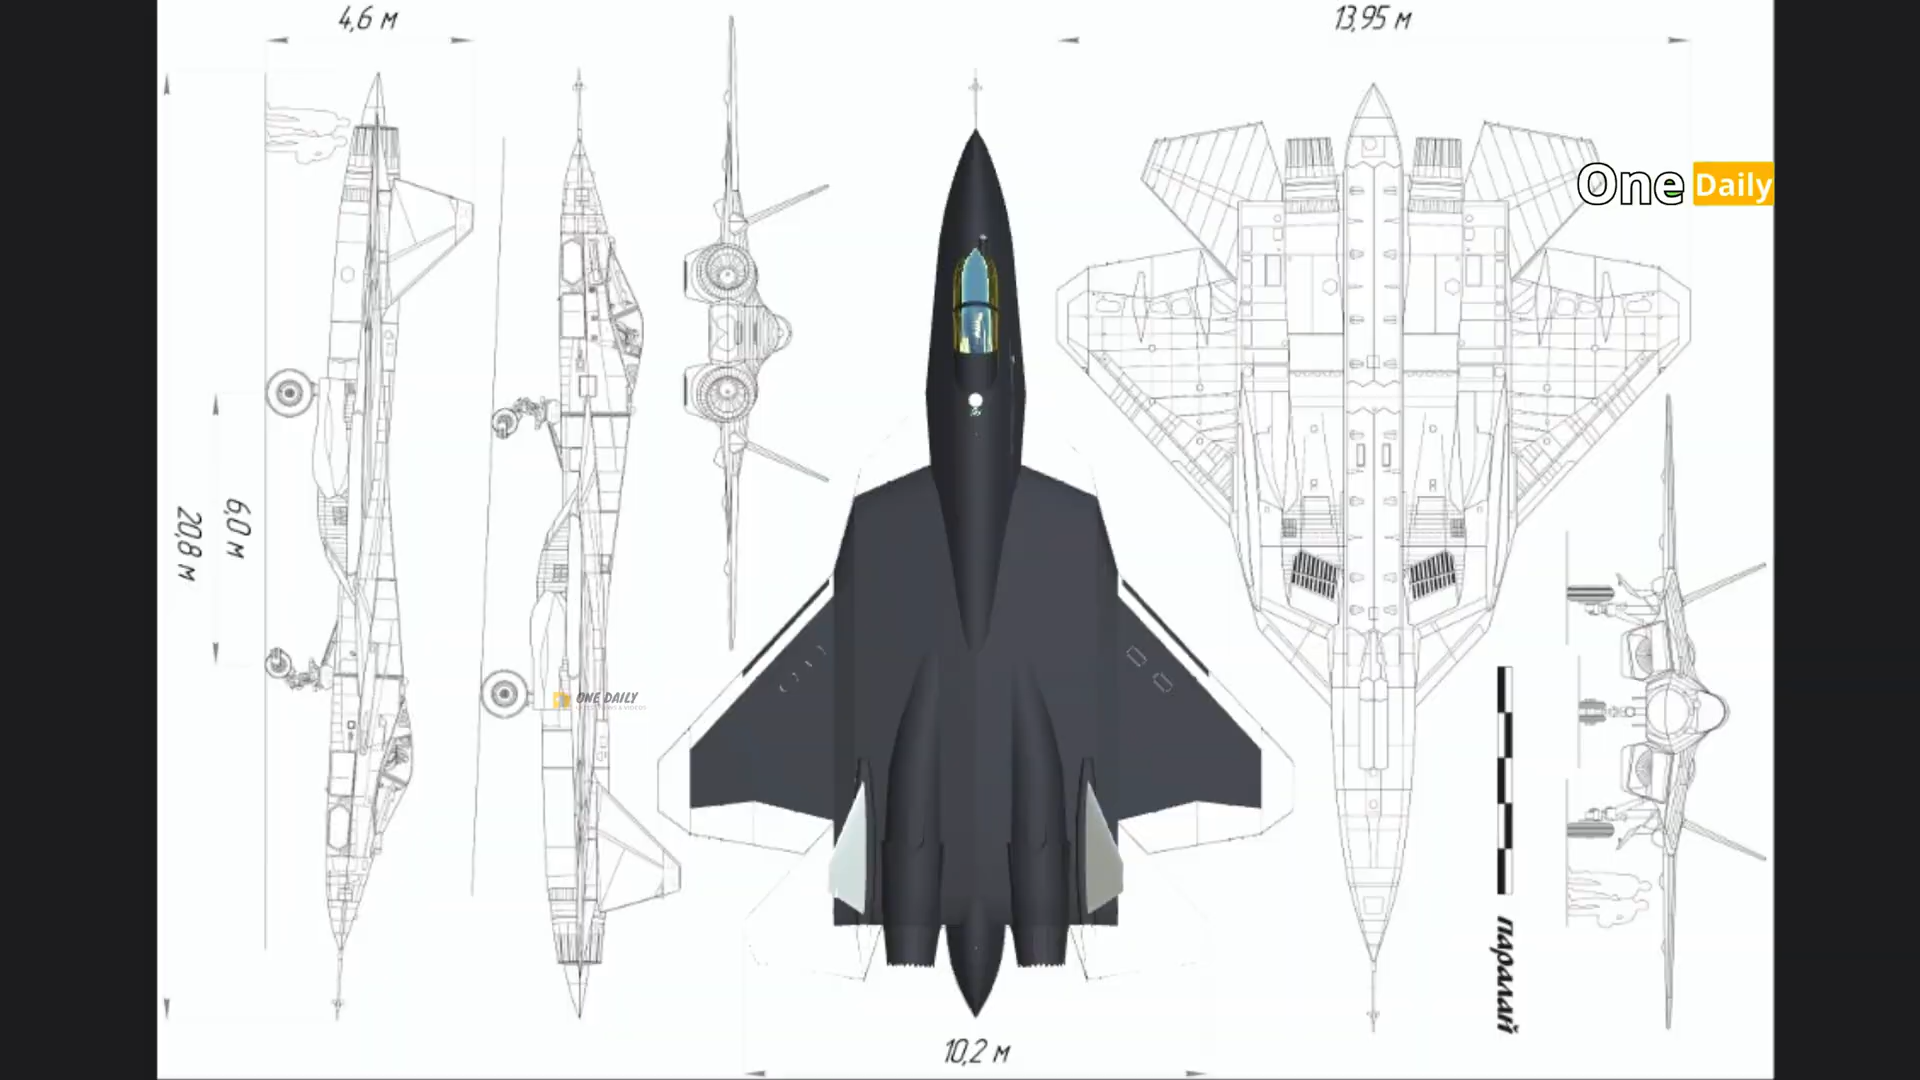 4,6 м
13,95 м
One Daily
6,0 м
20,8 м
ONE DAILY
Паралай
10,2 м